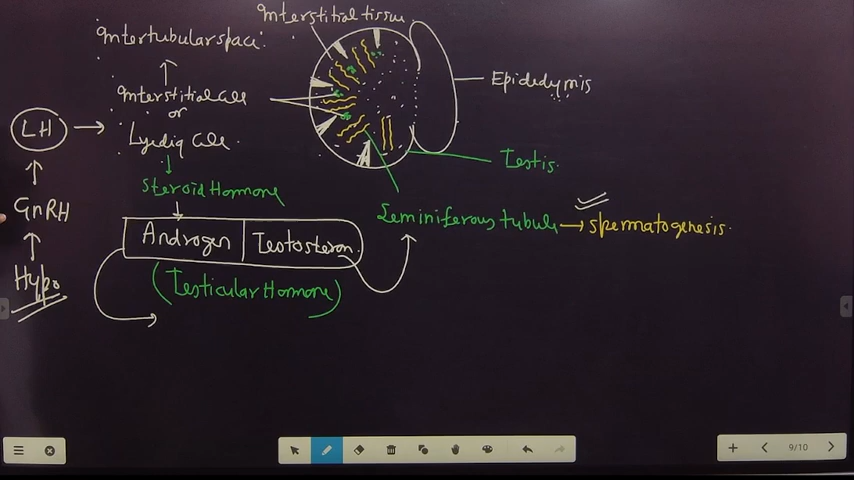 Interstitial tissue
Intertubular space
Interstitial cell
or
Lyediq cell
LH
GnRH
Hypo
Steroid Hormone
Androgen
Testosteron
(Testicular Hormone)
Epididymis
Testis
Seminiferous tubule → spermatogenesis
9/10